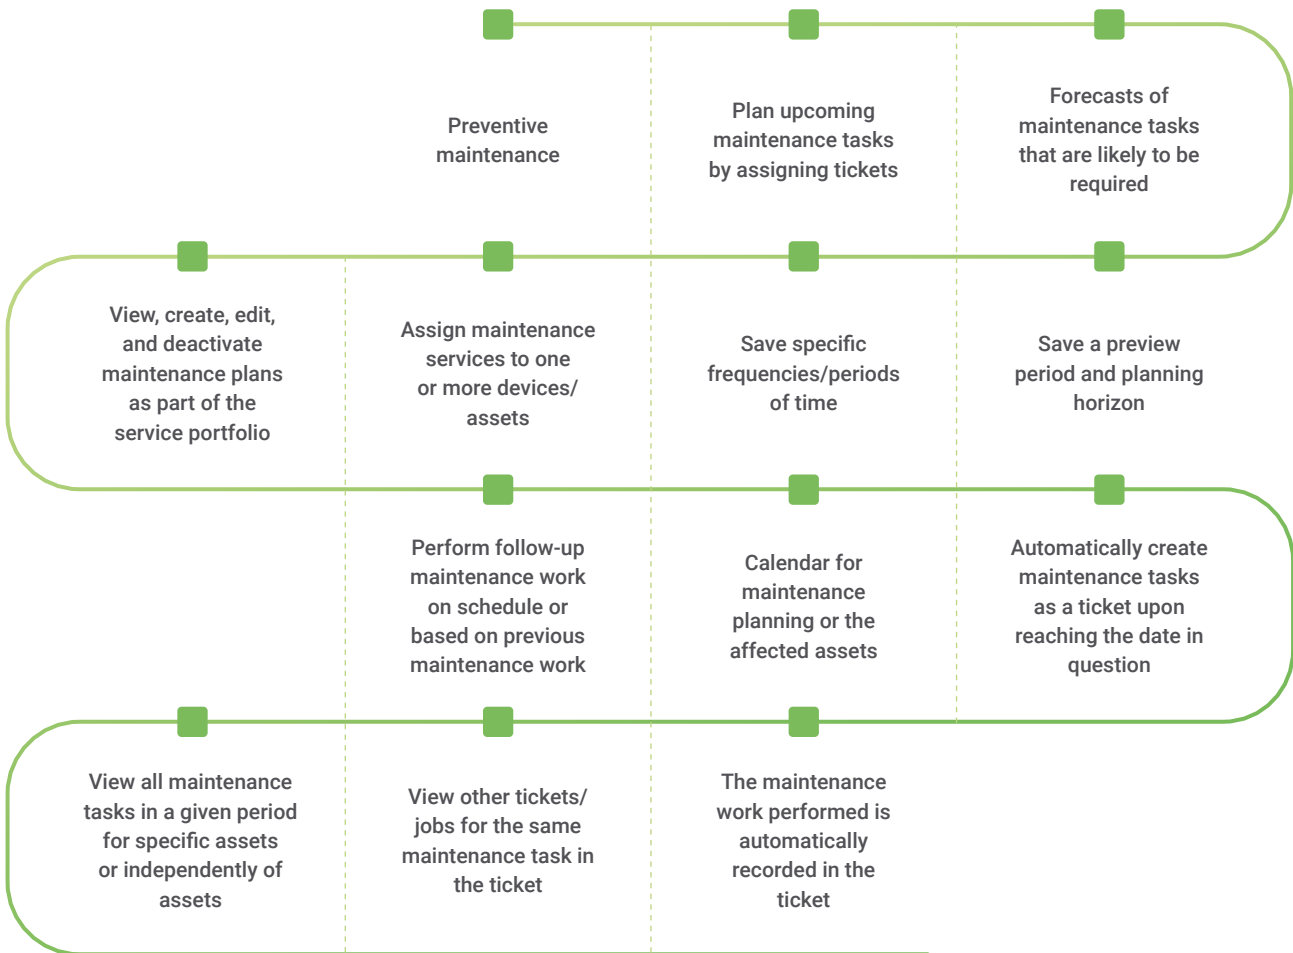 Preventive
maintenance
Plan upcoming
maintenance tasks
by assigning tickets
Forecasts of
maintenance tasks
that are likely to be
required
View, create, edit,
and deactivate
maintenance plans
as part of the
service portfolio
Assign maintenance
services to one
or more devices/
assets
Save specific
frequencies/periods
of time
Save a preview
period and planning
horizon
Perform follow-up
maintenance work
on schedule or
based on previous
maintenance work
Calendar for
maintenance
planning or the
affected assets
Automatically create
maintenance tasks
as a ticket upon
reaching the date in
question
View all maintenance
tasks in a given period
for specific assets
or independently of
assets
View other tickets/
jobs for the same
maintenance task in
the ticket
The maintenance
work performed is
automatically
recorded in the
ticket